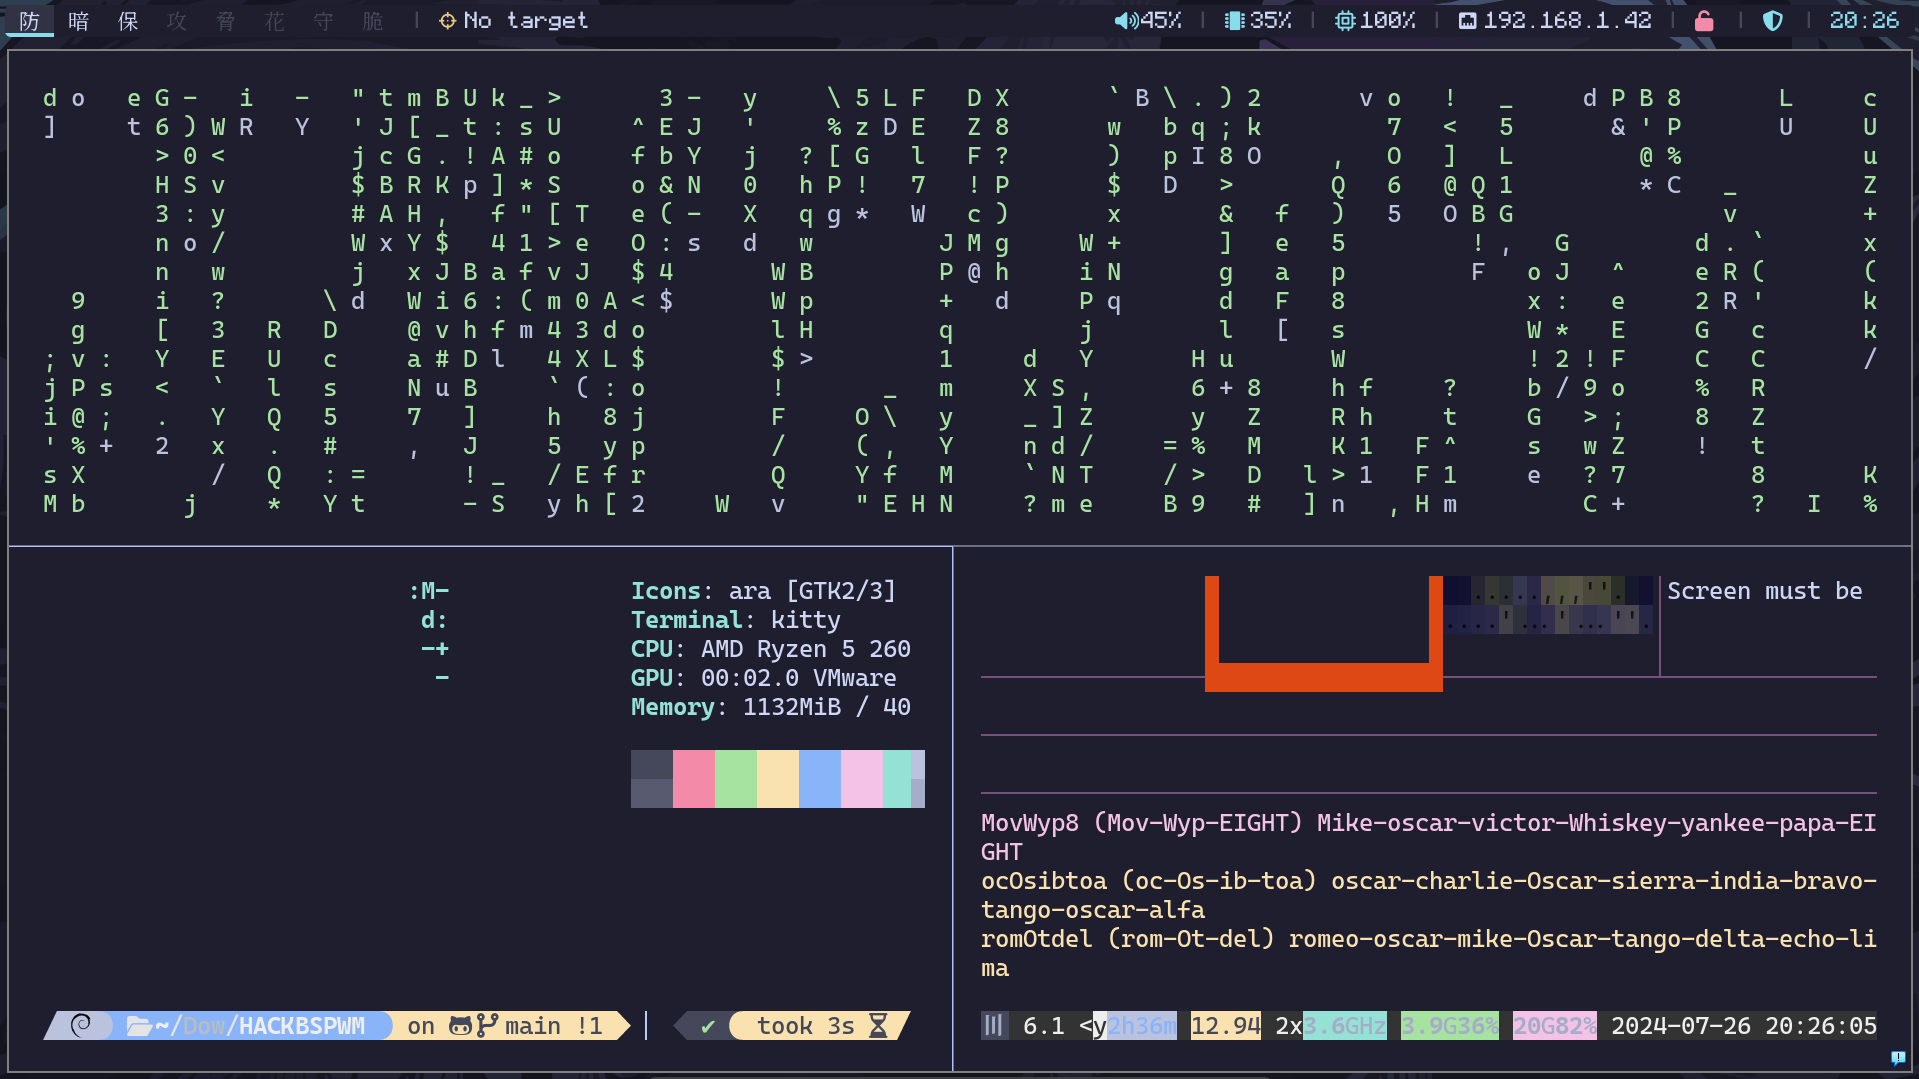 防 暗 保 攻 脅 花 守 脆 | No target 45% | 35% | 100% | 192.168.1.42 | | | 20:26
d o e G - i - " t m B U k _ > 3 - y \ 5 L F D X ` B \ . ) 2 v o ! _ d P B 8 L c
] t 6 ) W R Y ' J [ _ t : s U ^ E J ' % z D E Z 8 w b q ; k 7 < 5 & ' P U U
> 0 < j c G . ! A # o f b Y j ? [ G l F ? ) p I 8 O , O ] L @ % u
H S v $ B R K p ] * S o & N 0 h P ! 7 ! P $ D > Q 6 @ Q 1 * C _ Z
3 : y # A H , f " [ T e ( - X q g * W c ) x & f ) 5 O B G v +
n o / W x Y $ 4 1 > e O : s d w J M g W + ] e 5 ! , G d . ` x
n w j x J B a f v J $ 4 W B P @ h i N g a p F o J ^ e R ( (
9 i ? \ d W i 6 : ( m 0 A < $ W p + d P q d F 8 x : e 2 R ' k
g [ 3 R D @ v h f m 4 3 d o l H q j l [ s W * E G c k
; v : Y E U c a # D l 4 X L $ $ > 1 d Y H u W ! 2 ! F C C /
j P s < ` l s N u B ` ( : o ! _ m X S , 6 + 8 h f ? b / 9 o % R
i @ ; . Y Q 5 7 ] h 8 j F O \ y _ ] Z y Z R h t G > ; 8 Z
' % + 2 x . # , J 5 y p / ( , Y n d / = % M K 1 F ^ s w Z ! t
s X / Q : = ! _ / E f r Q Y f M ` N T / > D l > 1 F 1 e ? 7 8 K
M b j * Y t - S y h [ 2 W v " E H N ? m e B 9 # ] n , H m C + ? I %
:M-
d:
-+
-
Icons: ara [GTK2/3]
Terminal: kitty
CPU: AMD Ryzen 5 260
GPU: 00:02.0 VMware
Memory: 1132MiB / 40
~/Dow/HACKBSPWM on main !1 ✔ took 3s
Screen must be
MovWyp8 (Mov-Wyp-EIGHT) Mike-oscar-victor-Whiskey-yankee-papa-EI
GHT
ocOsibtoa (oc-Os-ib-toa) oscar-charlie-Oscar-sierra-india-bravo-
tango-oscar-alfa
romOtdel (rom-Ot-del) romeo-oscar-mike-Oscar-tango-delta-echo-li
ma
6.1 <y2h36m 12.94 2x3.6GHz 3.9G36% 20G82% 2024-07-26 20:26:05